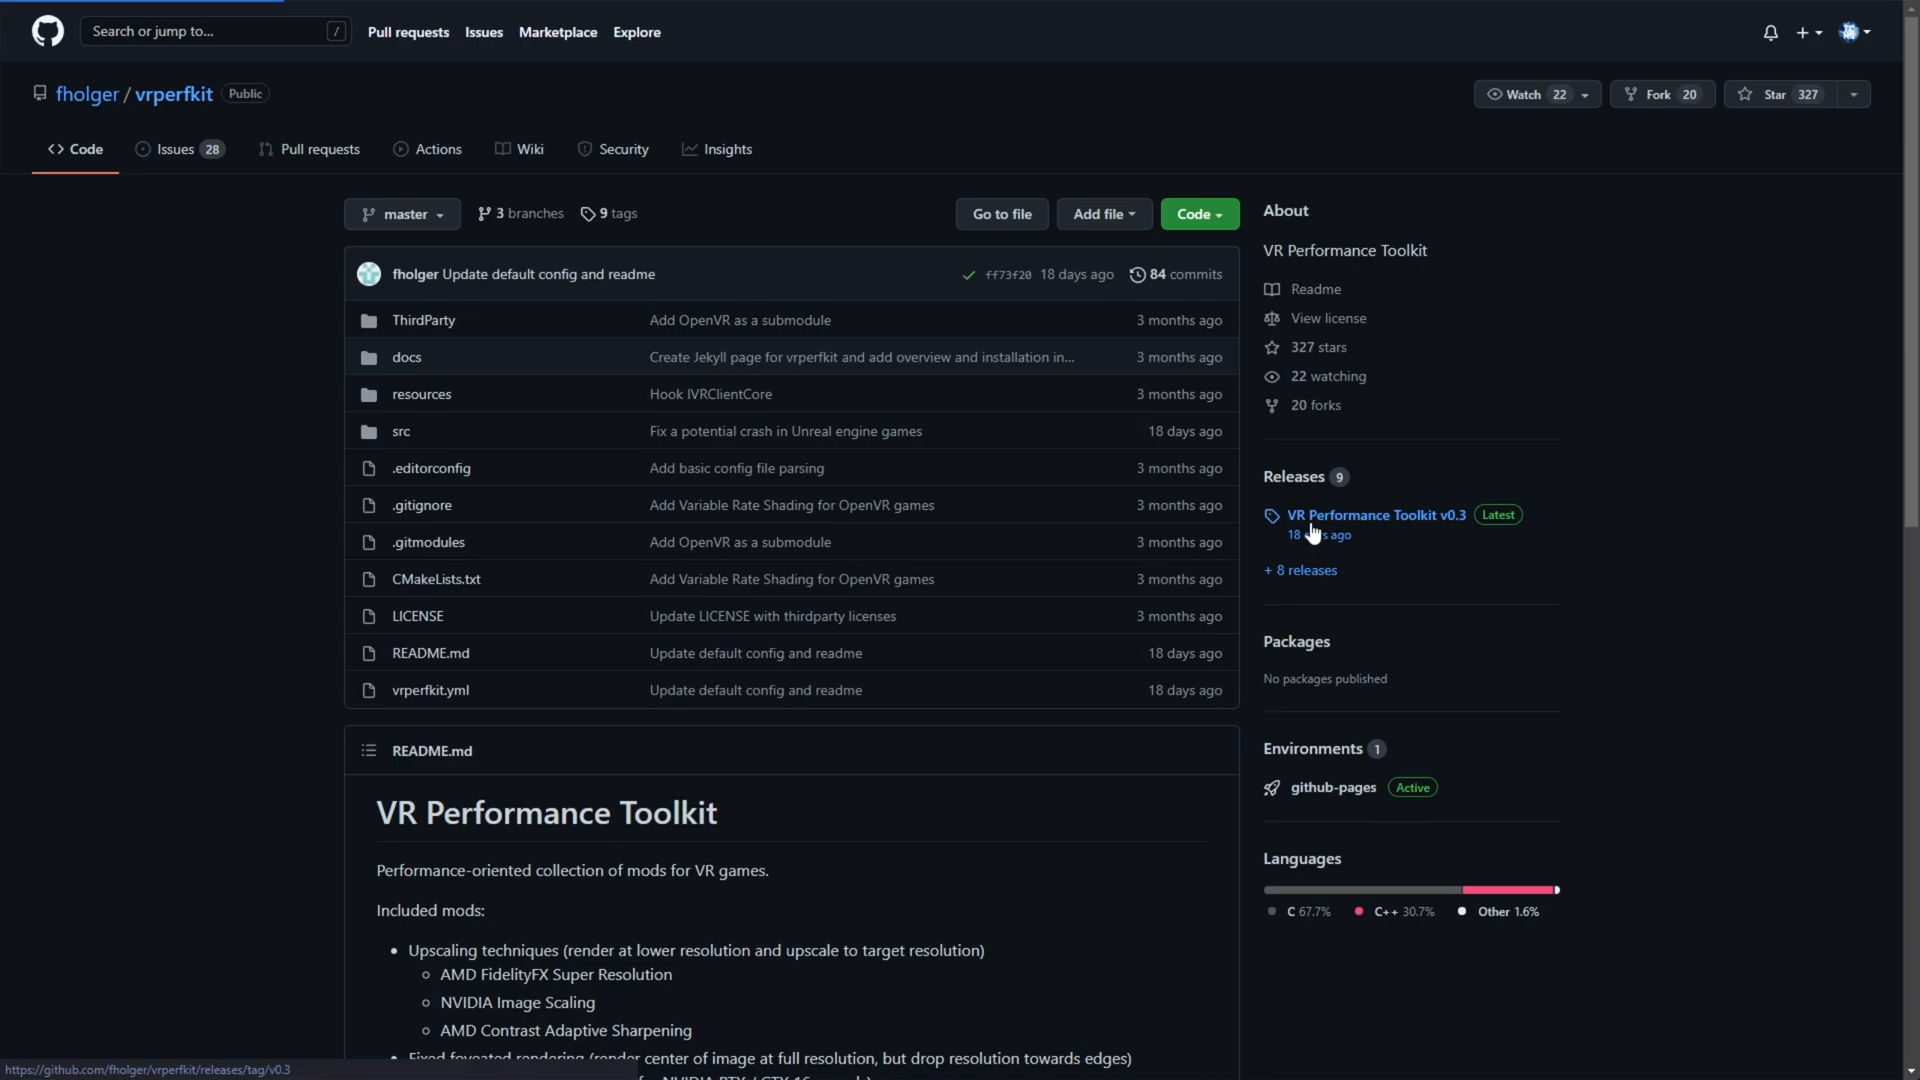 Search or jump to... /
Pull requests Issues Marketplace Explore
fholger / vrperfkit Public
Watch 22 Fork 20 Star 327
Code Issues 28 Pull requests Actions Wiki Security Insights
master 3 branches 9 tags Go to file Add file Code
fholger Update default config and readme ff73f20 18 days ago 84 commits
ThirdParty Add OpenVR as a submodule 3 months ago
docs Create Jekyll page for vrperfkit and add overview and installation in... 3 months ago
resources Hook IVRClientCore 3 months ago
src Fix a potential crash in Unreal engine games 18 days ago
.editorconfig Add basic config file parsing 3 months ago
.gitignore Add Variable Rate Shading for OpenVR games 3 months ago
.gitmodules Add OpenVR as a submodule 3 months ago
CMakeLists.txt Add Variable Rate Shading for OpenVR games 3 months ago
LICENSE Update LICENSE with thirdparty licenses 3 months ago
README.md Update default config and readme 18 days ago
vrperfkit.yml Update default config and readme 18 days ago
README.md
VR Performance Toolkit
Performance-oriented collection of mods for VR games.
Included mods:
Upscaling techniques (render at lower resolution and upscale to target resolution)
AMD FidelityFX Super Resolution
NVIDIA Image Scaling
AMD Contrast Adaptive Sharpening
Fixed foveated rendering (render center of image at full resolution, but drop resolution towards edges)
About
VR Performance Toolkit
Readme
View license
327 stars
22 watching
20 forks
Releases 9
VR Performance Toolkit v0.3 Latest
18 ago
+ 8 releases
Packages
No packages published
Environments 1
github-pages Active
Languages
C 67.7% C++ 30.7% Other 1.6%
https://github.com/fholger/vrperfkit/releases/tag/v0.3